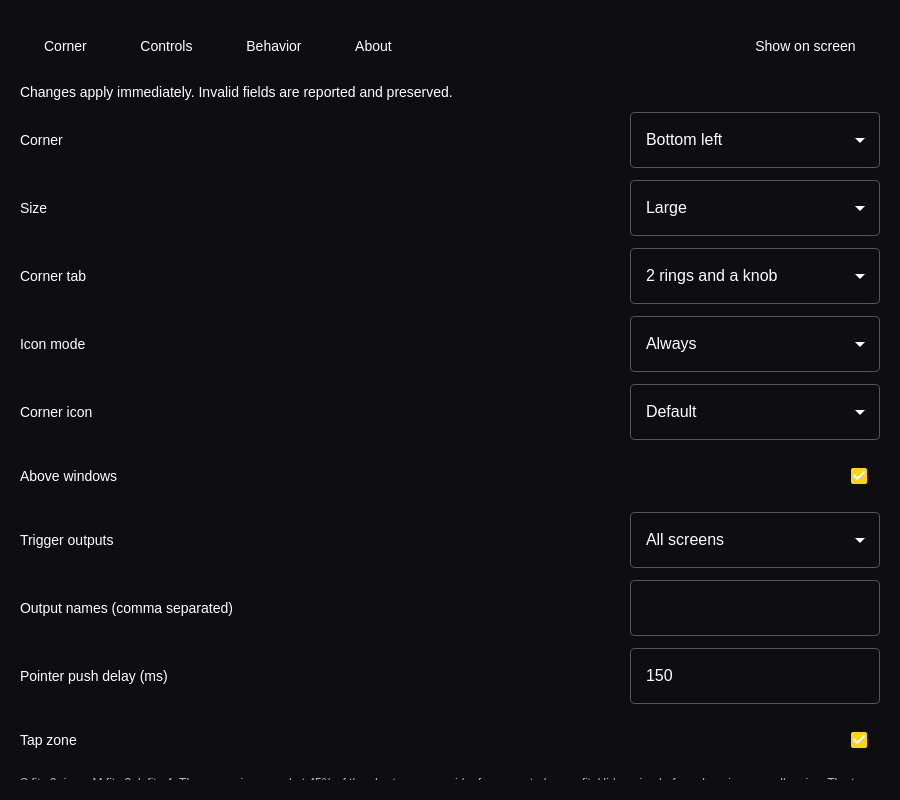 Corner Controls Behavior About Show on screen
Changes apply immediately. Invalid fields are reported and preserved.
Corner Bottom left
Size Large
Corner tab 2 rings and a knob
Icon mode Always
Corner icon Default
Above windows
Trigger outputs All screens
Output names (comma separated)
Pointer push delay (ms) 150
Tap zone